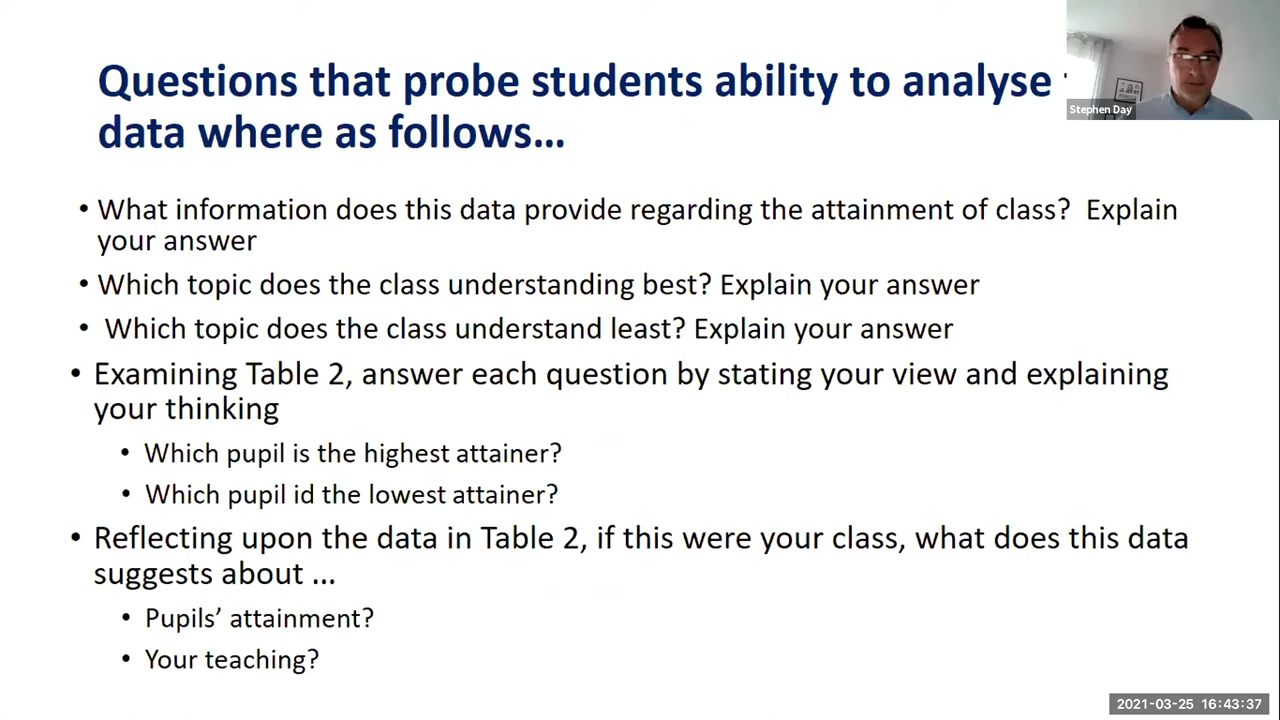 Questions that probe students ability to analyse
data where as follows...
• What information does this data provide regarding the attainment of class?  Explain
your answer
• Which topic does the class understanding best? Explain your answer
• Which topic does the class understand least? Explain your answer
• Examining Table 2, answer each question by stating your view and explaining
your thinking
• Which pupil is the highest attainer?
• Which pupil id the lowest attainer?
• Reflecting upon the data in Table 2, if this were your class, what does this data
suggests about ...
• Pupils’ attainment?
• Your teaching?
Stephen Day
2021-03-25 16:43:37